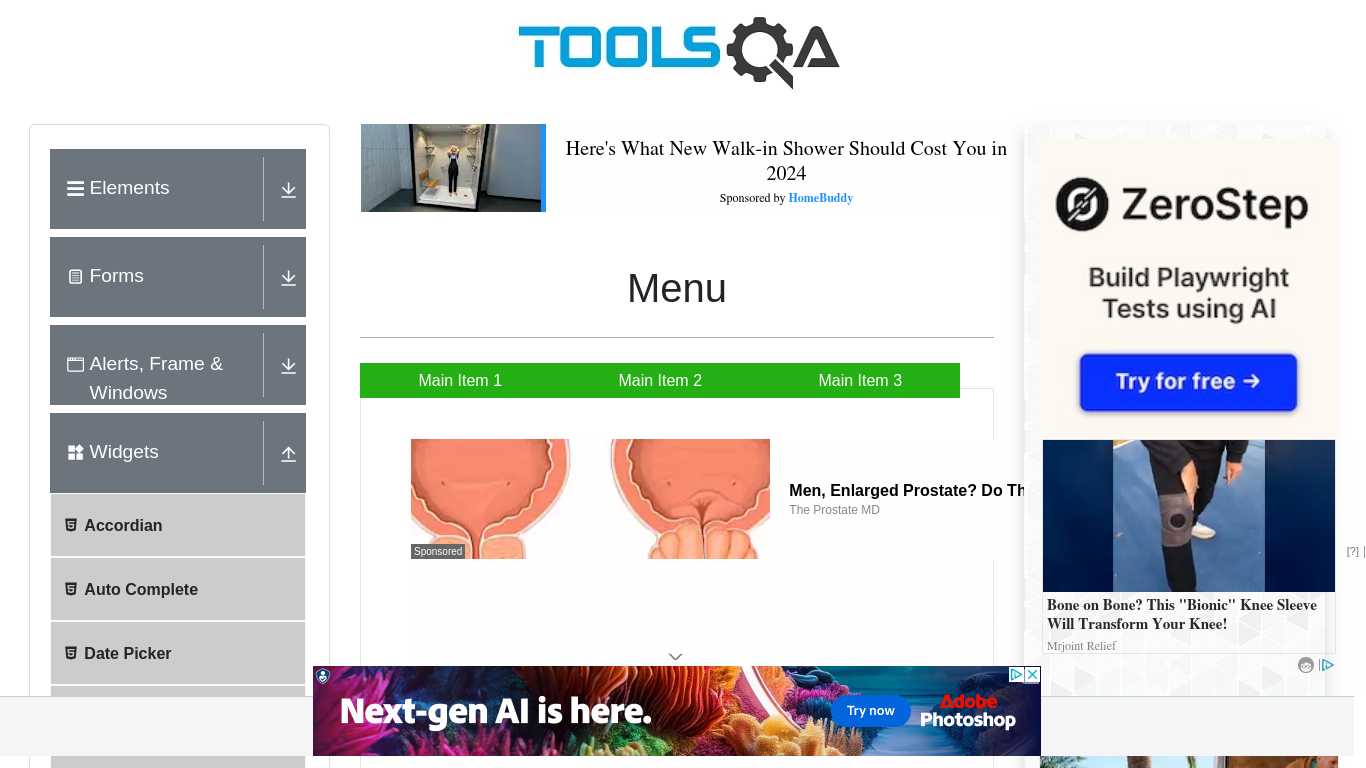 TOOLSQA
Elements
Forms
Alerts, Frame &
Windows
Widgets
Accordian
Auto Complete
Date Picker
Here's What New Walk-in Shower Should Cost You in
2024
Sponsored by HomeBuddy
Menu
Main Item 1
Main Item 2
Main Item 3
Sponsored
Men, Enlarged Prostate? Do Th
The Prostate MD
ZeroStep
Build Playwright
Tests using AI
Try for free →
Bone on Bone? This "Bionic" Knee Sleeve
Will Transform Your Knee!
Mrjoint Relief
[?]
Next-gen AI is here.
Try now
Adobe
Photoshop